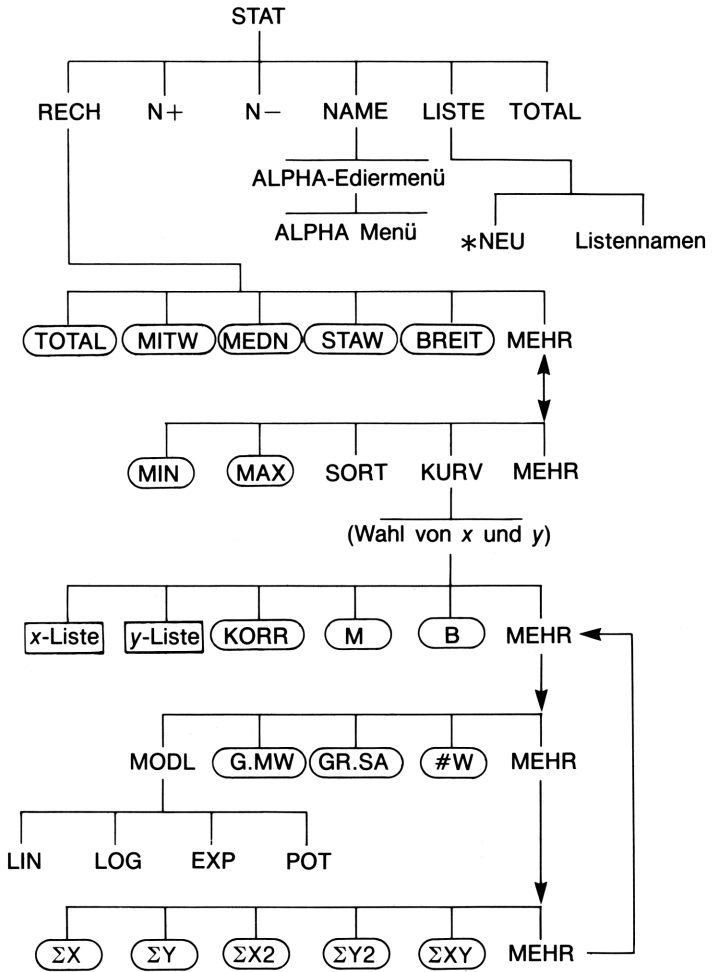 STAT
RECH N+ N− NAME LISTE TOTAL
ALPHA-Ediermenü
ALPHA Menü
*NEU Listennamen
TOTAL MITW MEDN STAW BREIT MEHR
MIN MAX SORT KURV MEHR
(Wahl von x und y)
x-Liste y-Liste KORR M B MEHR
MODL G.MW GR.SA #W MEHR
LIN LOG EXP POT
ΣX ΣY ΣX2 ΣY2 ΣXY MEHR